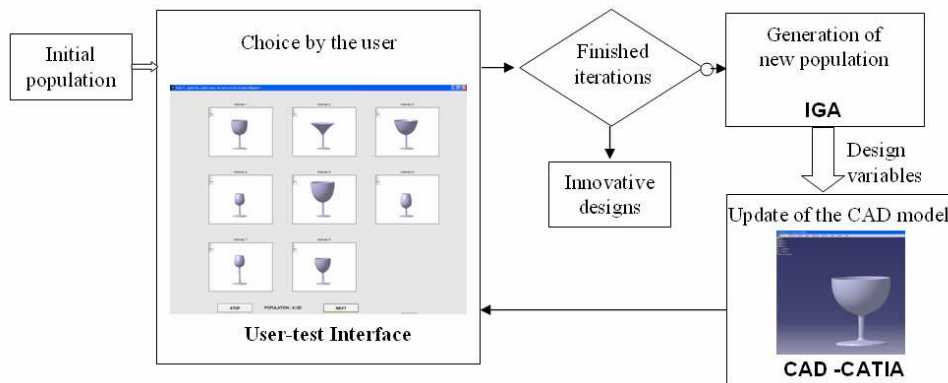 Initial
population
Choice by the user
STOP
NEXT
User-test Interface
Finished
iterations
Innovative
designs
Generation of
new population
IGA
Design
variables
Update of the CAD model
CAD -CATIA